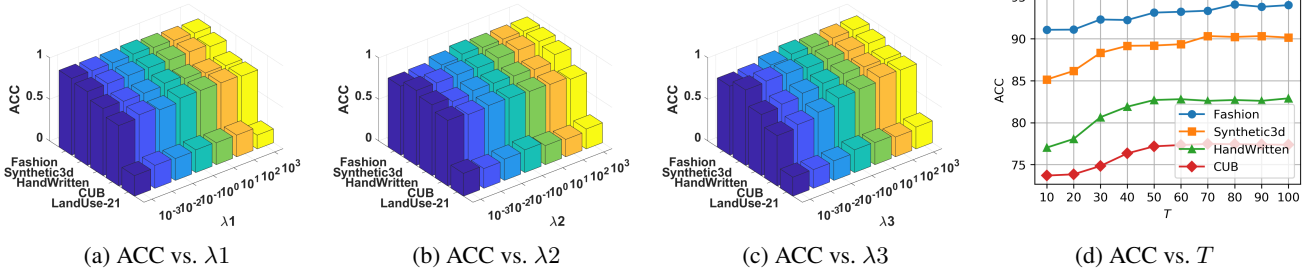 1
0.5
0
ACC
Fashion
Synthetic3d
HandWritten
CUB
LandUse-21
10-3 10-2 10-1 10 0 10 1 10 2 10 3
λ1
(a) ACC vs. λ1
1
0.5
0
ACC
Fashion
Synthetic3d
HandWritten
CUB
LandUse-21
10-3 10-2 10-1 10 0 10 1 10 2 10 3
λ2
(b) ACC vs. λ2
1
0.5
0
ACC
Fashion
Synthetic3d
HandWritten
CUB
LandUse-21
10-3 10-2 10-1 10 0 10 1 10 2 10 3
λ3
(c) ACC vs. λ3
90
85
80
75
ACC
Fashion
Synthetic3d
HandWritten
CUB
10 20 30 40 50 60 70 80 90 100
T
(d) ACC vs. T